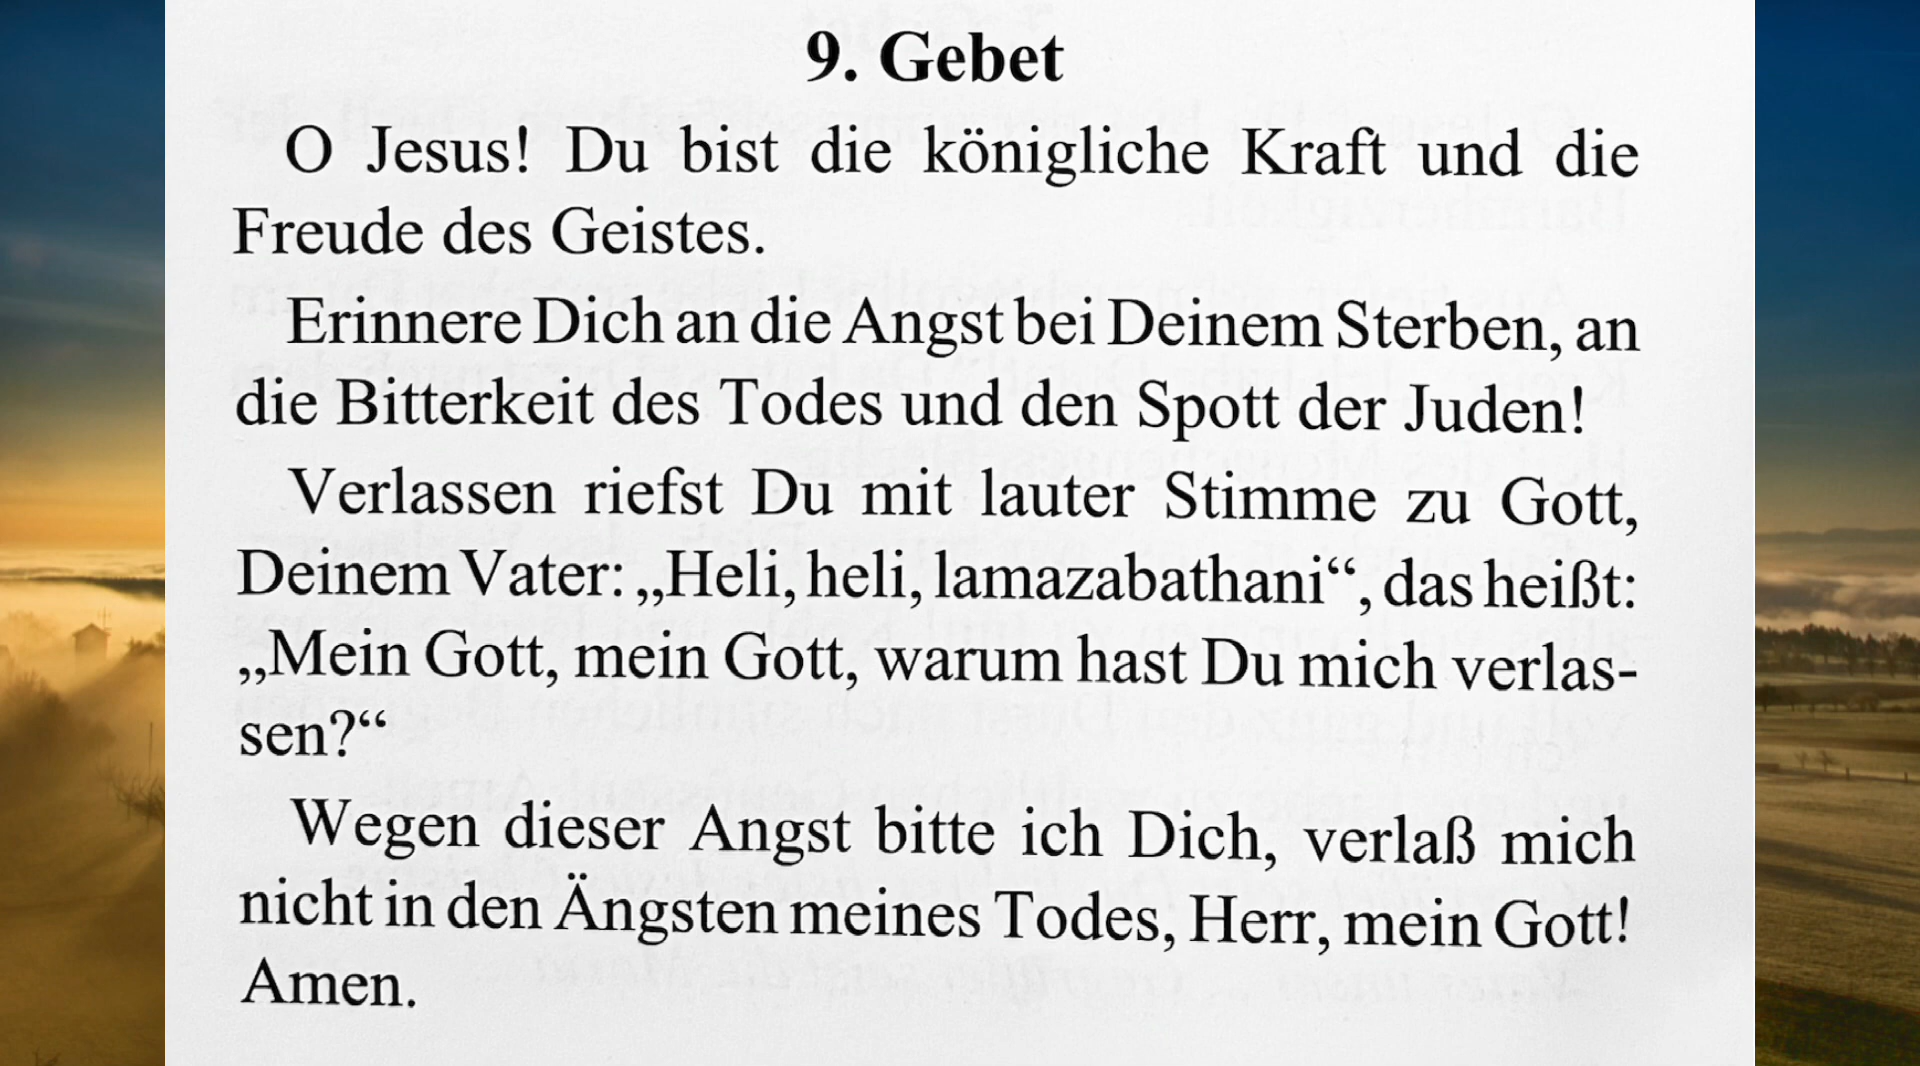 9. Gebet
O Jesus! Du bist die königliche Kraft und die
Freude des Geistes.
Erinnere Dich an die Angst bei Deinem Sterben, an
die Bitterkeit des Todes und den Spott der Juden!
Verlassen riefst Du mit lauter Stimme zu Gott,
Deinem Vater: „Heli, heli, lamazabathani“, das heißt:
„Mein Gott, mein Gott, warum hast Du mich verlas-
sen?“
Wegen dieser Angst bitte ich Dich, verlaß mich
nicht in den Ängsten meines Todes, Herr, mein Gott!
Amen.